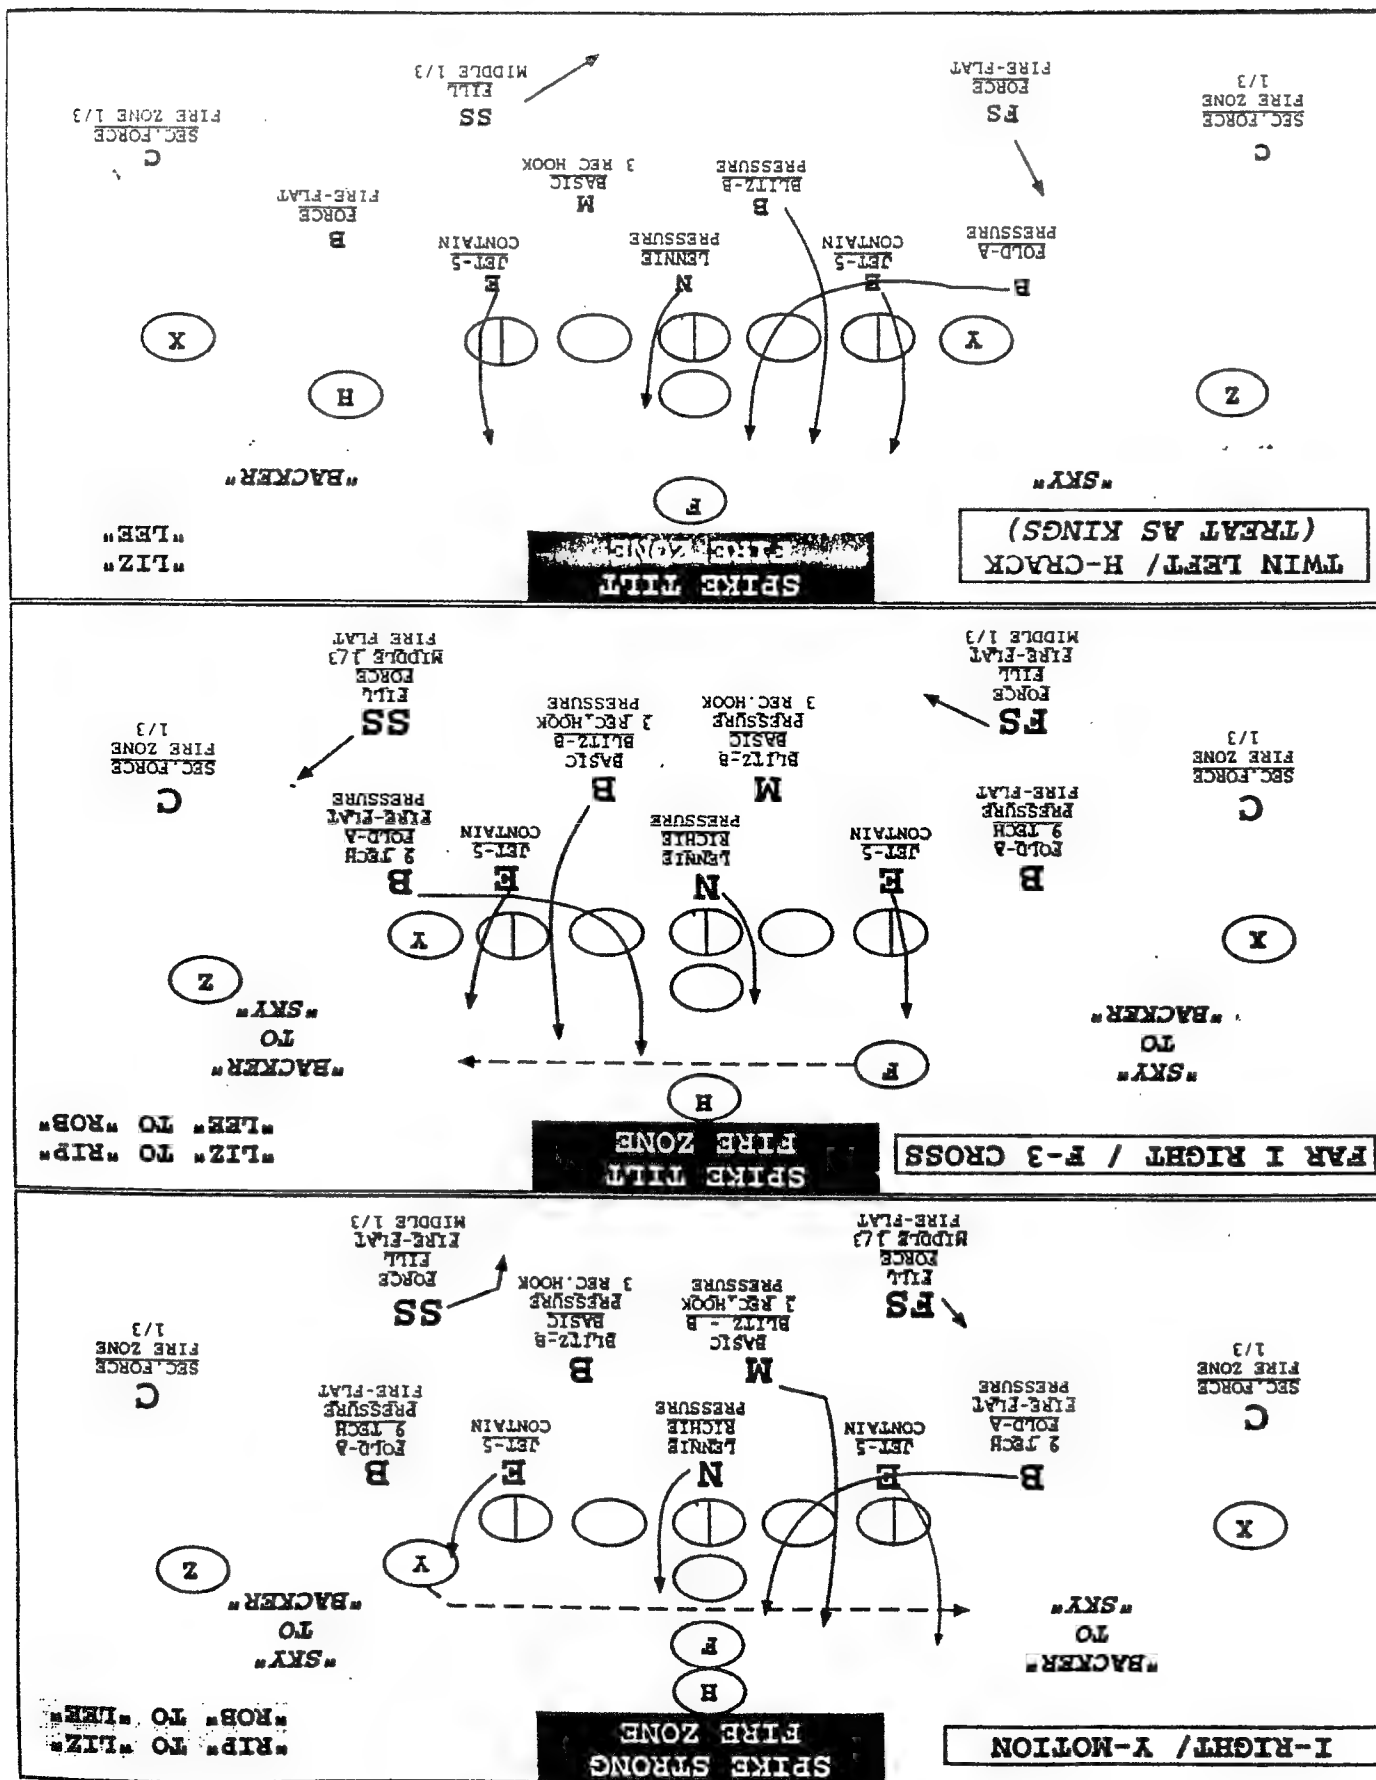 I-RIGHT/ Y-MOTION
SPIKE STRONG
FIRE ZONE
"RIP" TO "LIZ"
"ROB" TO "LEE"
H
F
"BACKER"
TO
"SKY"
"SKY"
TO
"BACKER"
X
Y
Z
B
9 TECH
FOLD-A
FIRE-FLAT
PRESSURE
E
JET-5
CONTAIN
N
LENNIE
RICHIE
PRESSURE
E
JET-5
CONTAIN
B
FOLD-A
9 TECH
PRESSURE
FIRE-FLAT
C
SEC.FORCE
FIRE ZONE
1/3
M
BASIC
BLITZ - B
3 REC.HOOK
PRESSURE
B
BLITZ-B
BASIC
PRESSURE
3 REC.HOOK
C
SEC.FORCE
FIRE ZONE
1/3
FS
FILL
FORCE
MIDDLE 1/3
FIRE-FLAT
SS
FORCE
FILL
FIRE-FLAT
MIDDLE 1/3
FAR I RIGHT / F-3 CROSS
SPIKE TILT
FIRE ZONE
"LIZ" TO "RIP"
"LEE" TO "ROB"
H
F
"SKY"
TO
"BACKER"
"BACKER"
TO
"SKY"
X
Y
Z
B
FOLD-A
9 TECH
PRESSURE
FIRE-FLAT
E
JET-5
CONTAIN
N
LENNIE
RICHIE
PRESSURE
E
JET-5
CONTAIN
B
9 TECH
FOLD-A
FIRE-FLAT
PRESSURE
C
SEC.FORCE
FIRE ZONE
1/3
M
BLITZ-B
BASIC
PRESSURE
3 REC.HOOK
B
BASIC
BLITZ-B
3 REC.HOOK
PRESSURE
C
SEC.FORCE
FIRE ZONE
1/3
FS
FORCE
FILL
FIRE-FLAT
MIDDLE 1/3
SS
FILL
FORCE
MIDDLE 1/3
FIRE FLAT
TWIN LEFT/ H-CRACK
(TREAT AS KINGS)
SPIKE TILT
FIRE ZONE
"LIZ"
"LEE"
F
"SKY"
"BACKER"
Z
H
Y
X
B
FOLD-A
PRESSURE
E
JET-5
CONTAIN
N
LENNIE
PRESSURE
E
JET-5
CONTAIN
B
FORCE
FIRE-FLAT
B
BLITZ-B
PRESSURE
M
BASIC
3 REC HOOK
C
SEC.FORCE
FIRE ZONE
1/3
C
SEC.FORCE
FIRE ZONE 1/3
FS
FORCE
FIRE-FLAT
SS
FILL
MIDDLE 1/3